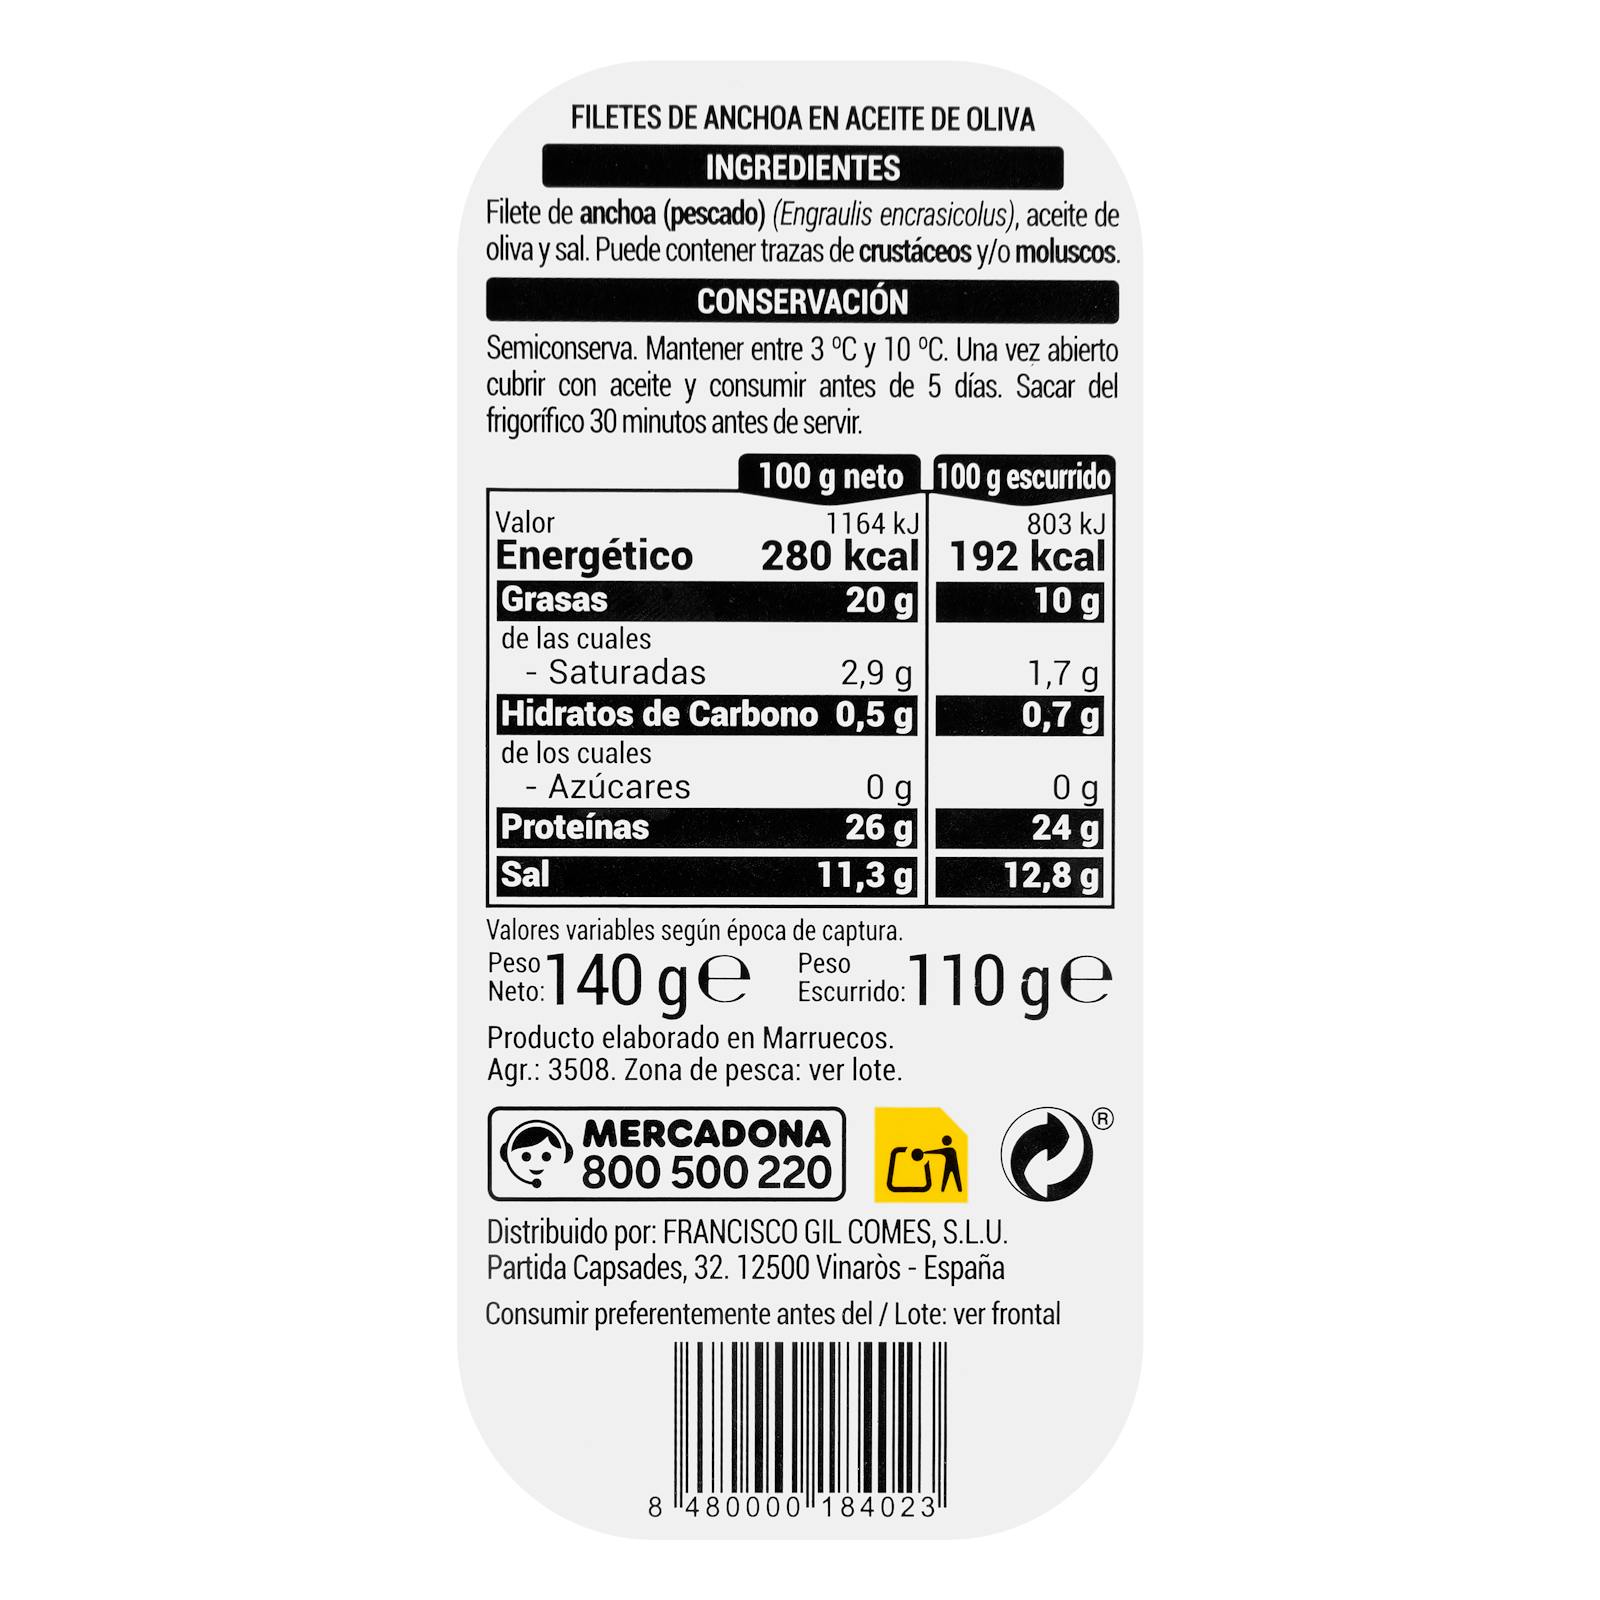 FILETES DE ANCHOA EN ACEITE DE OLIVA
INGREDIENTES
Filete de anchoa (pescado) (Engraulis encrasicolus), aceite de
oliva y sal. Puede contener trazas de crustáceos y/o moluscos.
CONSERVACIÓN
Semiconserva. Mantener entre 3 ºC y 10 ºC. Una vez abierto
cubrir con aceite y consumir antes de 5 días. Sacar del
frigorífico 30 minutos antes de servir.
100 g neto 100 g escurrido
Valor 1164 kJ 803 kJ
Energético 280 kcal 192 kcal
Grasas 20 g 10 g
de las cuales
- Saturadas 2,9 g 1,7 g
Hidratos de Carbono 0,5 g 0,7 g
de los cuales
- Azúcares 0 g 0 g
Proteínas 26 g 24 g
Sal 11,3 g 12,8 g
Valores variables según época de captura.
Peso Neto: 140 g e Peso Escurrido: 110 g e
Producto elaborado en Marruecos.
Agr.: 3508. Zona de pesca: ver lote.
MERCADONA ®
800 500 220
Distribuido por: FRANCISCO GIL COMES, S.L.U.
Partida Capsades, 32. 12500 Vinaròs - España
Consumir preferentemente antes del / Lote: ver frontal
8 480000 184023